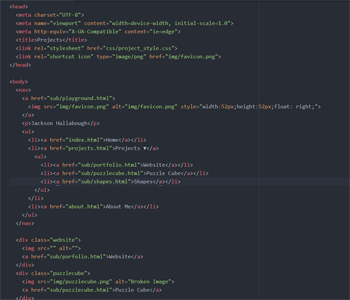 <head>
<meta charset="UTF-8">
<meta name="viewport" content="width=device-width, initial-scale=1.0">
<meta http-equiv="X-UA-Compatible" content="ie=edge">
<title>Projects</title>
<link rel="stylesheet" href="css/project_style.css">
<link rel="shortcut icon" type="image/png" href="img/favicon.png">
</head>
<body>
<nav>
<a href="sub/playground.html">
<img src="img/favicon.png" alt="img/favicon.png" style="width:52px;height:52px;float: right;">
</a>
<p>Jackson Hallabough</p>
<ul>
<li><a href="index.html">Home</a></li>
<li><a href="projects.html">Projects ▼</a>
<ul>
<li><a href="sub/portfolio.html">Website</a></li>
<li><a href="sub/puzzlecube.html">Puzzle Cube</a></li>
<li><a href="sub/shapes.html">Shapes</a></li>
</ul>
</li>
<li><a href="about.html">About Me</a></li>
</ul>
</nav>
<div class="website">
<img src="" alt="">
<a href="sub/porfolio.html">Website</a>
</div>
<div class="puzzlecube">
<img src="img/puzzlecube.png" alt="Broken Image">
<a href="sub/puzzlecube.html">Puzzle Cube</a>
</div>